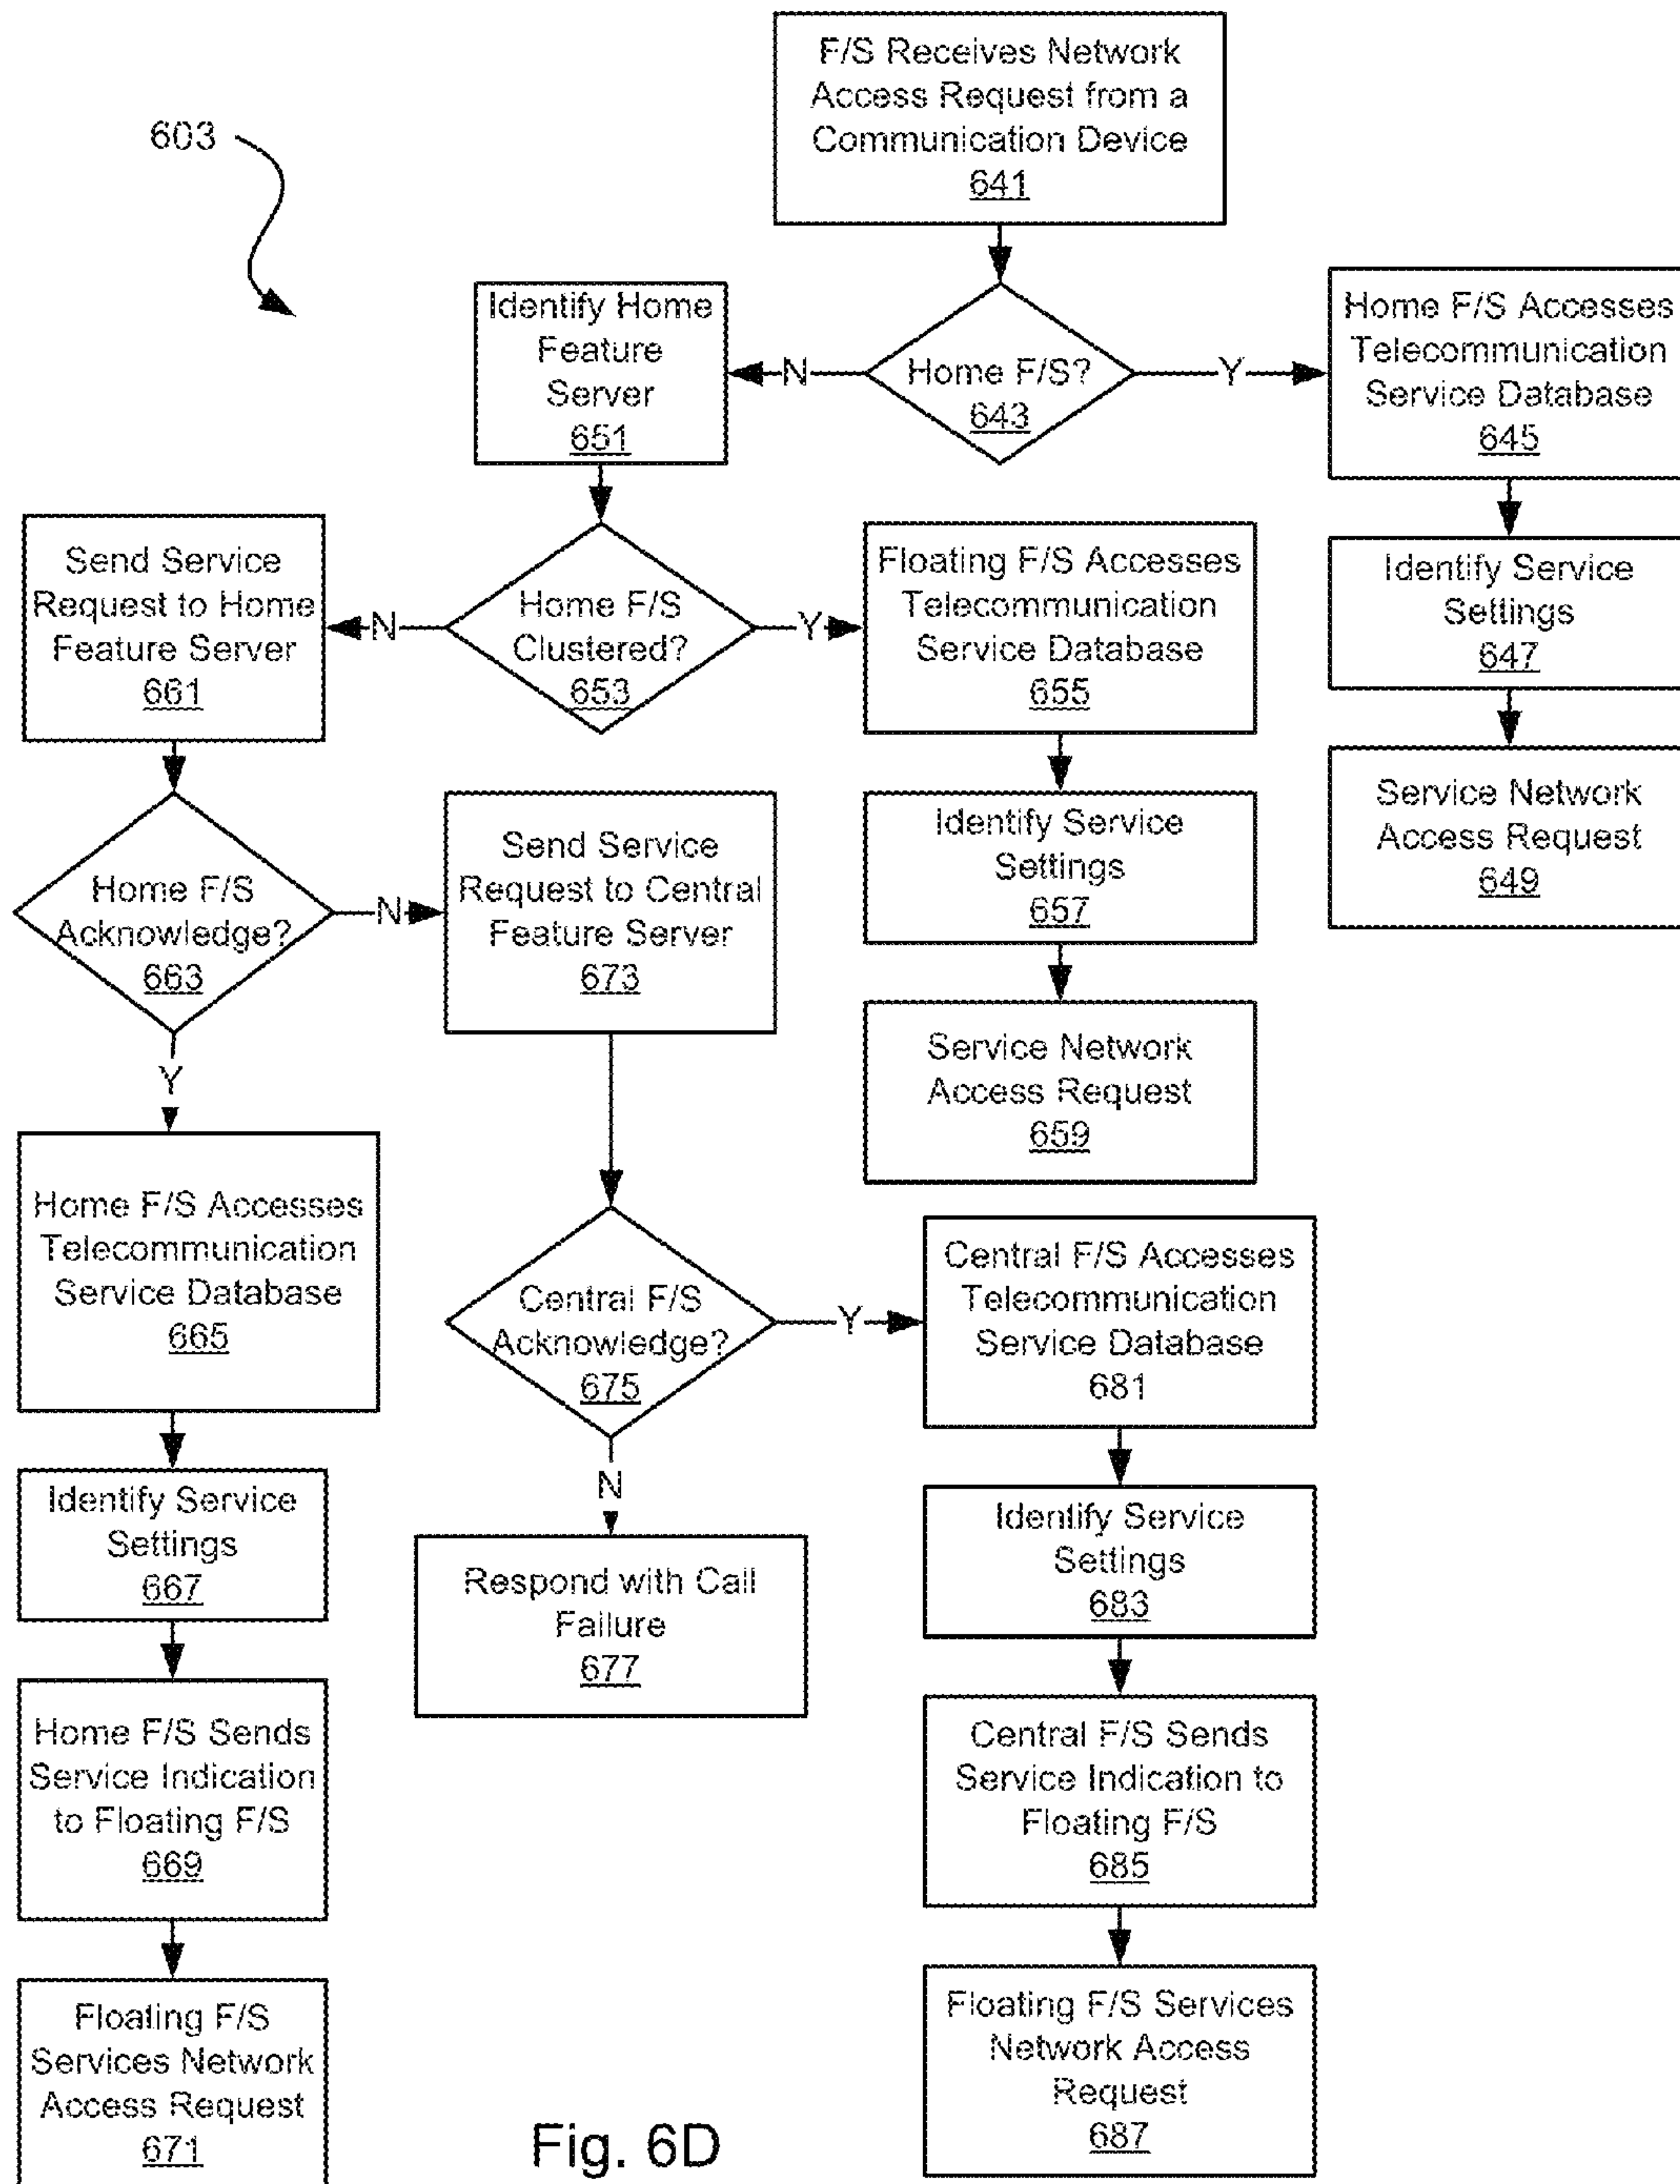 F/S Receives Network
Access Request from a
Communication Device
641
603
Identify Home
Feature
Server
651
N
Home F/S?
643
Y
Home F/S Accesses
Telecommunication
Service Database
645
Send Service
Request to Home
Feature Server
661
N
Home F/S
Clustered?
653
Y
Floating F/S Accesses
Telecommunication
Service Database
655
Identify Service
Settings
647
Service Network
Access Request
649
Home F/S
Acknowledge?
663
N
Send Service
Request to Central
Feature Server
673
Identify Service
Settings
657
Service Network
Access Request
659
Y
Home F/S Accesses
Telecommunication
Service Database
665
Central F/S
Acknowledge?
675
Y
Central F/S Accesses
Telecommunication
Service Database
681
N
Identify Service
Settings
667
Respond with Call
Failure
677
Identify Service
Settings
683
Home F/S Sends
Service Indication
to Floating F/S
669
Central F/S Sends
Service Indication to
Floating F/S
685
Floating F/S
Services Network
Access Request
671
Floating F/S Services
Network Access
Request
687
Fig. 6D